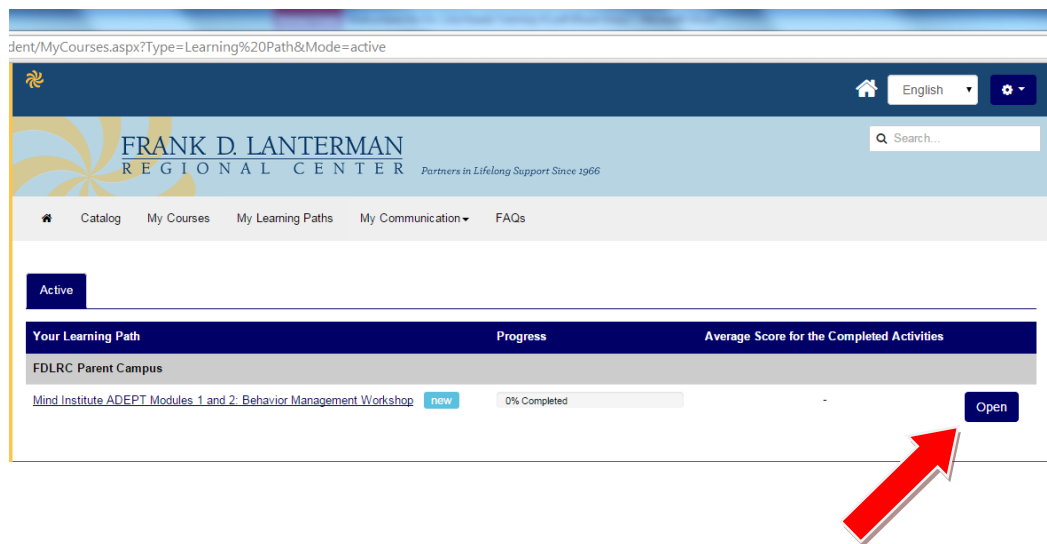 dent/MyCourses.aspx?Type=Learning%20Path&Mode=active
English
FRANK D. LANTERMAN
REGIONAL CENTER Partners in Lifelong Support Since 1966
Search...
Catalog My Courses My Learning Paths My Communication FAQs
Active
Your Learning Path Progress Average Score for the Completed Activities
FDLRC Parent Campus
Mind Institute ADEPT Modules 1 and 2: Behavior Management Workshop new 0% Completed - Open